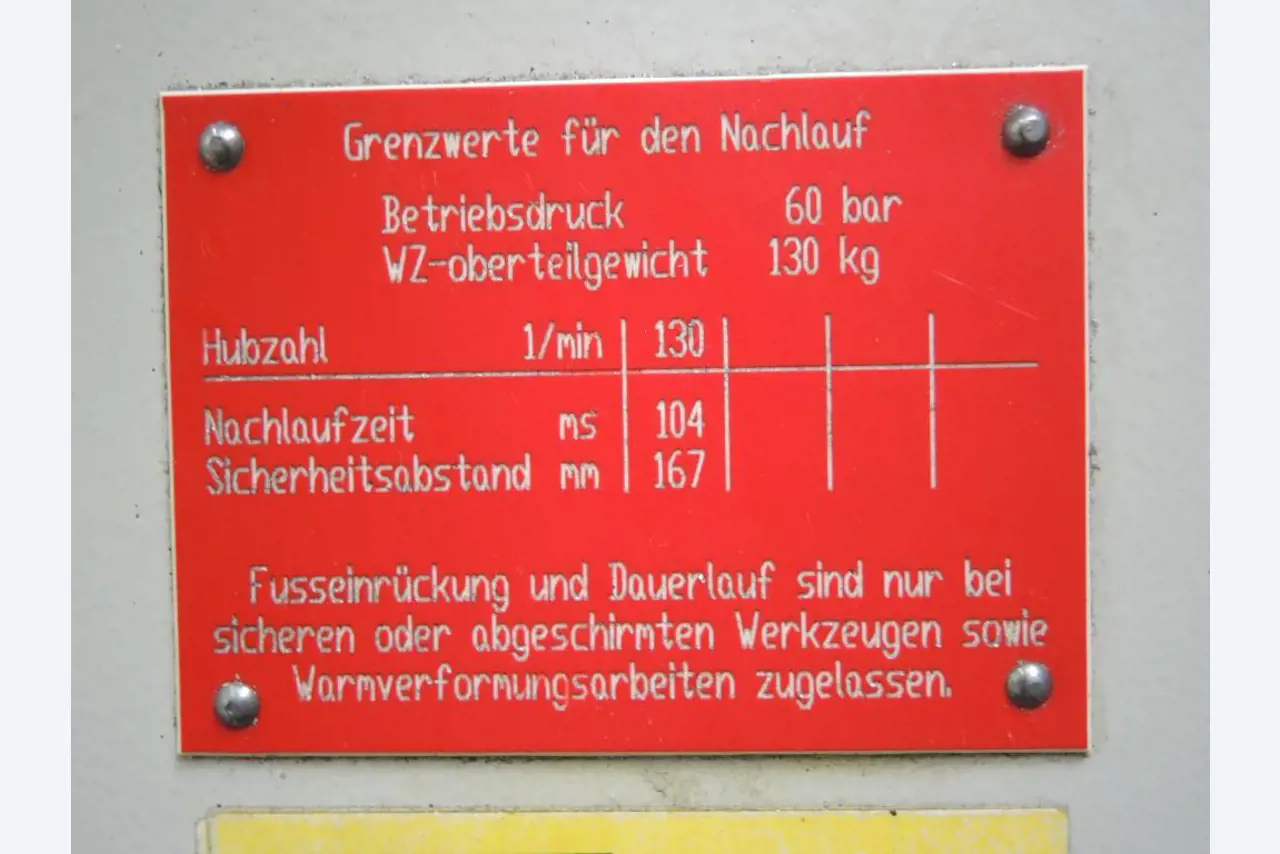 Grenzwerte für den Nachlauf
Betriebsdruck 60 bar
WZ-oberteilgewicht 130 kg
Hubzahl 1/min 130
Nachlaufzeit ms 104
Sicherheitsabstand mm 167
Fusseinrückung und Dauerlauf sind nur bei
sicheren oder abgeschirmten Werkzeugen sowie
Warmverformungsarbeiten zugelassen.